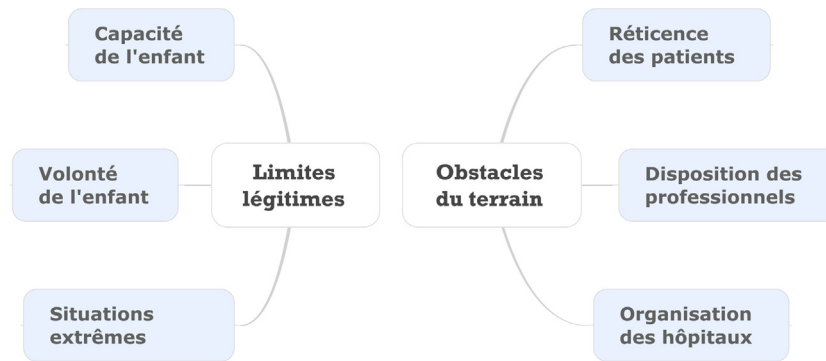 Capacité
de l'enfant
Volonté
de l'enfant
Situations
extrêmes
Limites
légitimes
Obstacles
du terrain
Réticence
des patients
Disposition des
professionnels
Organisation
des hôpitaux